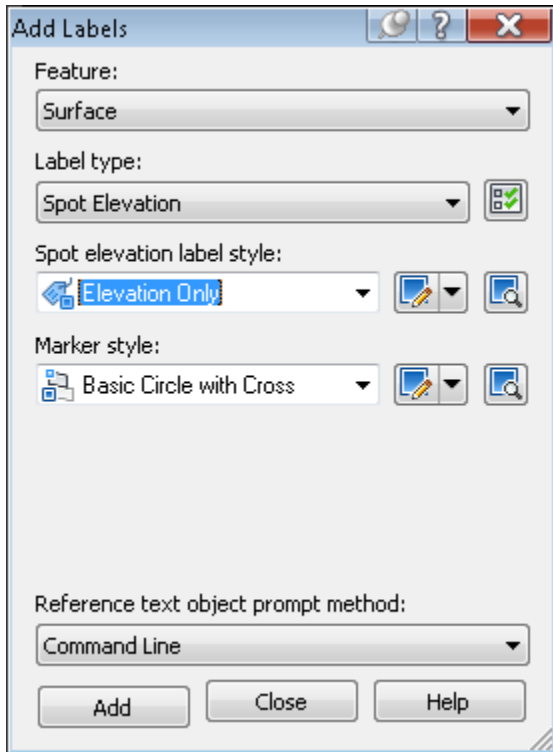 Add Labels
Feature:
Surface
Label type:
Spot Elevation
Spot elevation label style:
Elevation Only
Marker style:
Basic Circle with Cross
Reference text object prompt method:
Command Line
Add Close Help